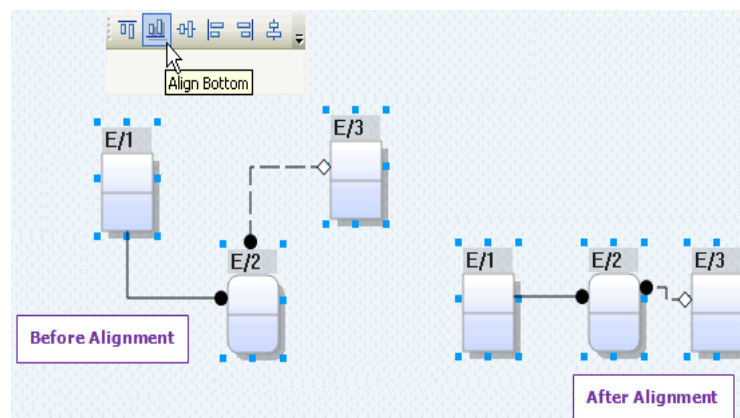 Align Bottom
E/1
E/3
E/2
Before Alignment
E/1
E/2
E/3
After Alignment